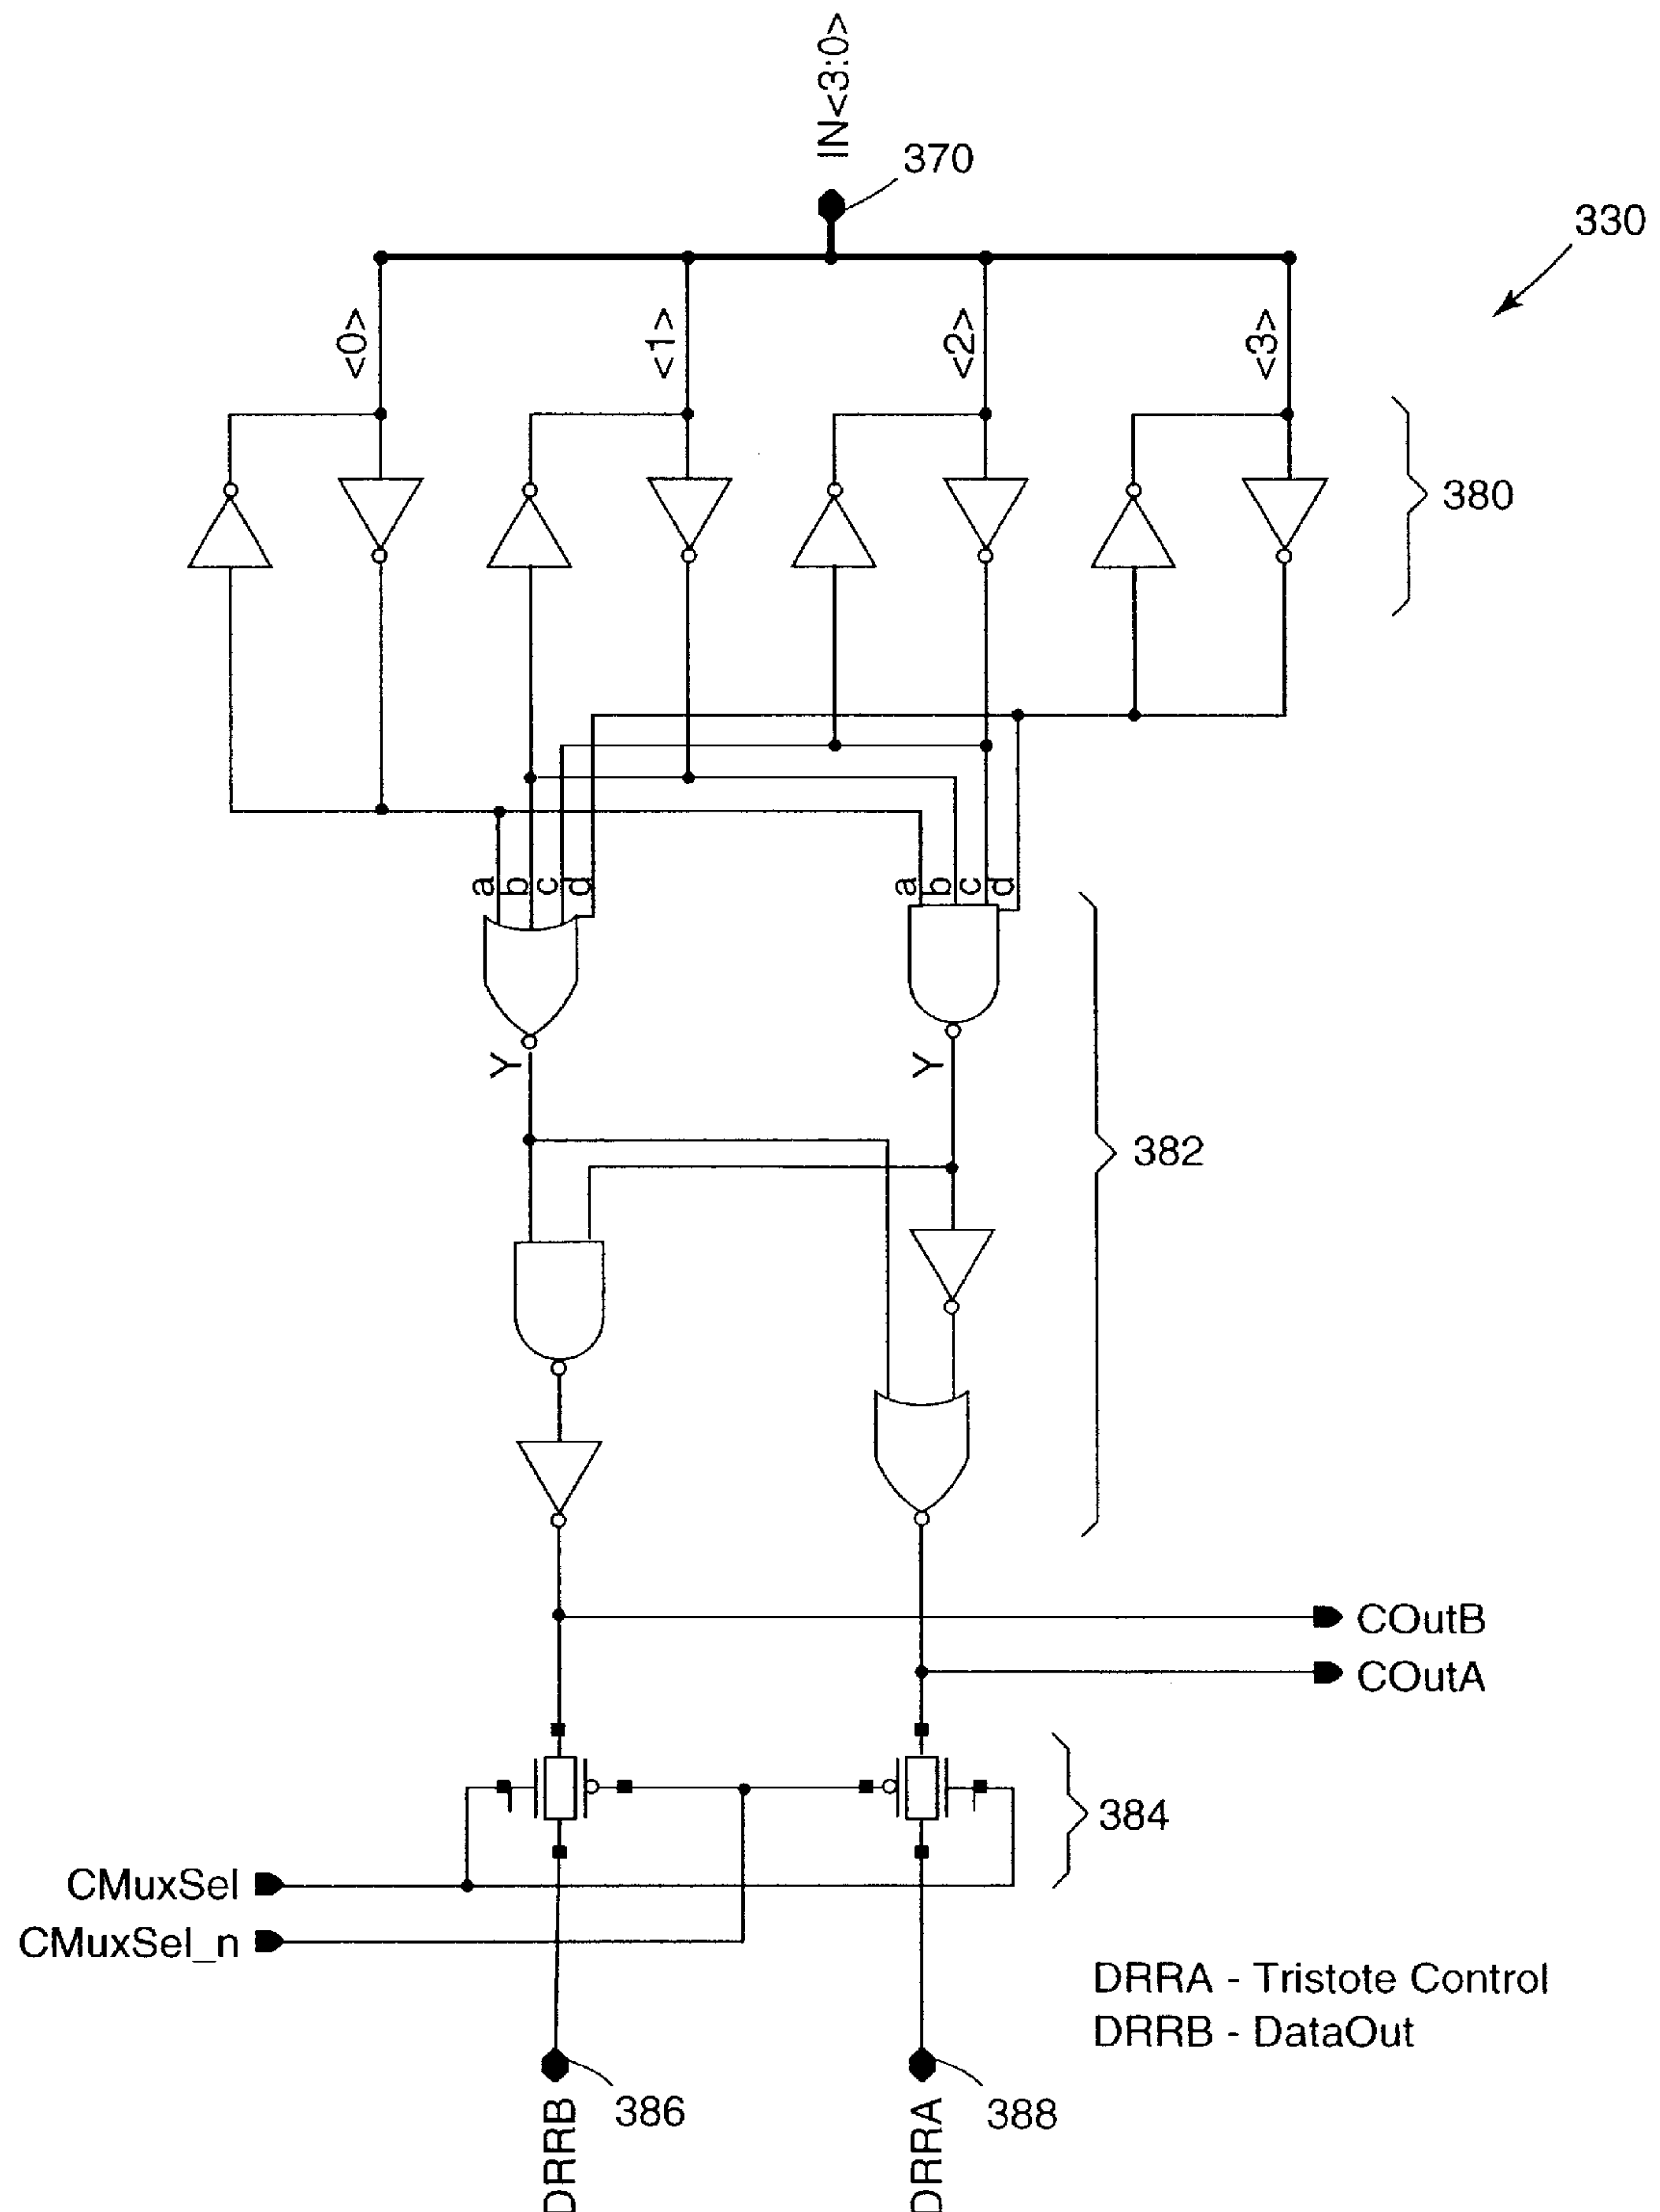 IN<3:0>
370
330
<0>
<1>
<2>
<3>
380
a
b
c
d
a
b
c
d
Y
Y
382
COutB
COutA
384
CMuxSel
CMuxSel_n
DRRA - Tristote Control
DRRB - DataOut
386
388
DRRB
DRRA